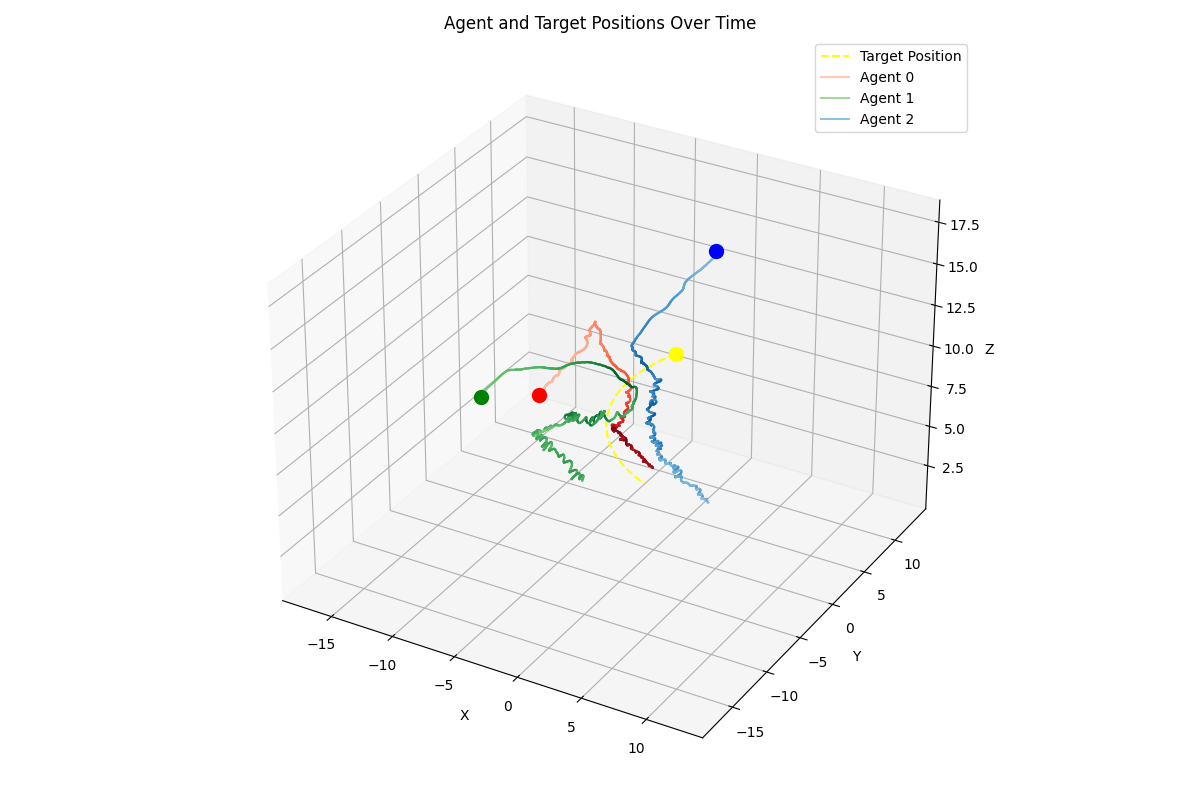 Agent and Target Positions Over Time
Target Position
Agent 0
Agent 1
Agent 2
17.5
15.0
12.5
10.0 Z
7.5
5.0
2.5
10
5
0
−5
−10
−15
Y
−15
−10
−5
0
5
10
X